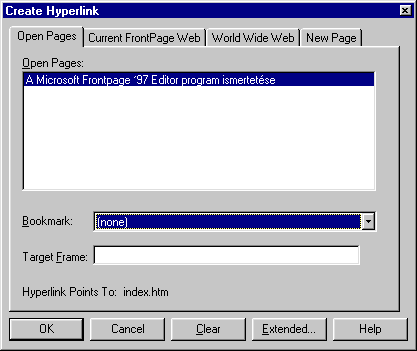 Create Hyperlink
Open Pages Current FrontPage Web World Wide Web New Page
Open Pages:
A Microsoft Frontpage ´97 Editor program ismertetése
Bookmark: (none)
Target Frame:
Hyperlink Points To: index.htm
OK Cancel Clear Extended... Help